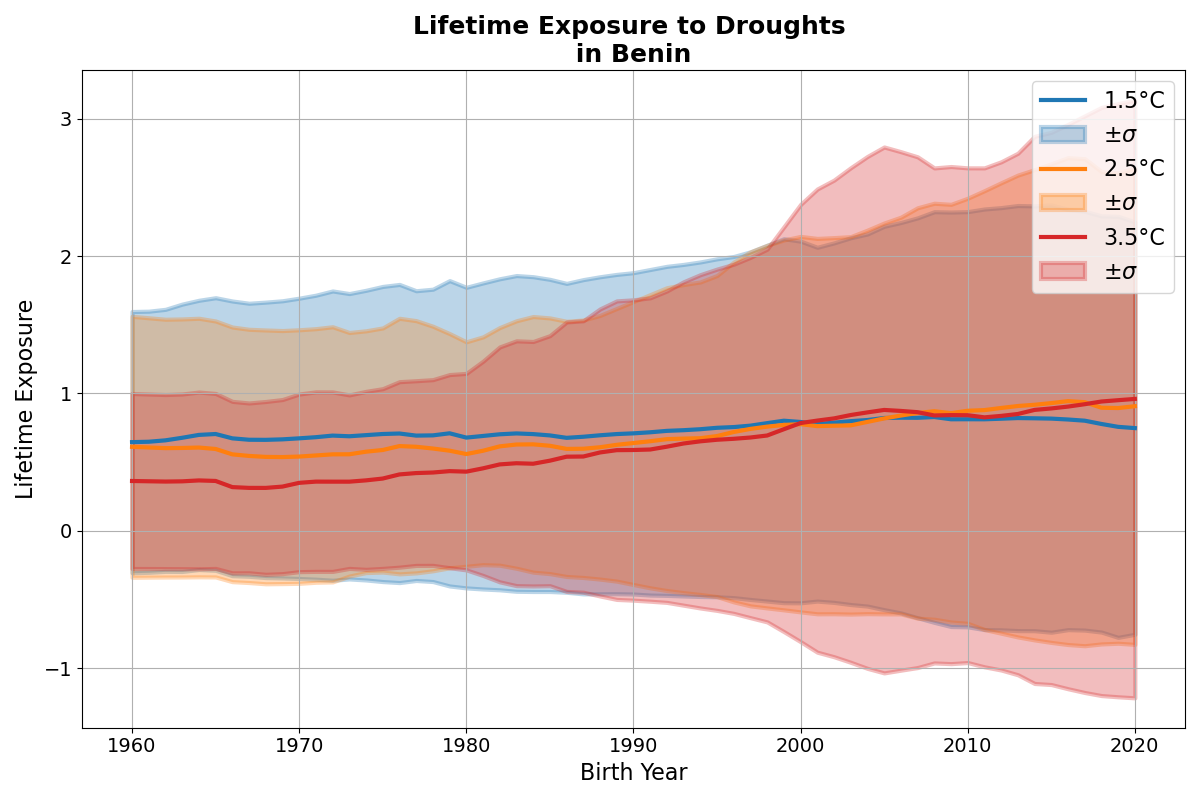 Lifetime Exposure to Droughts
in Benin
1.5°C
±σ
2.5°C
±σ
3.5°C
±σ
Lifetime Exposure
3
2
1
0
−1
1960 1970 1980 1990 2000 2010 2020
Birth Year